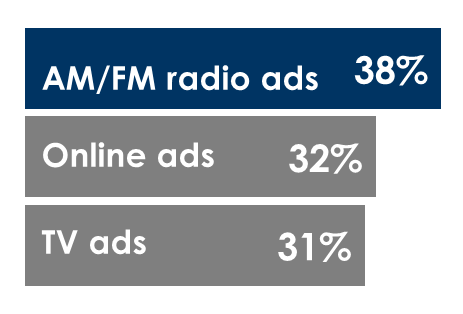 AM/FM radio ads 38%
Online ads 32%
TV ads 31%